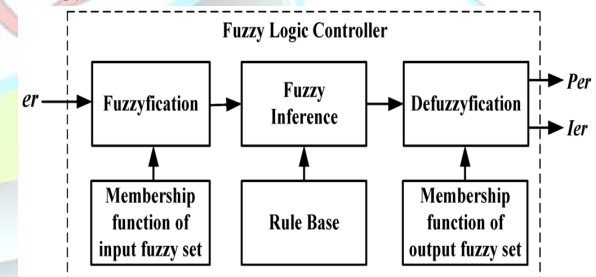 Fuzzy Logic Controller
er
Fuzzyfication
Fuzzy
Inference
Defuzzyfication
Per
Ier
Membership
function of
input fuzzy set
Rule Base
Membership
function of
output fuzzy set